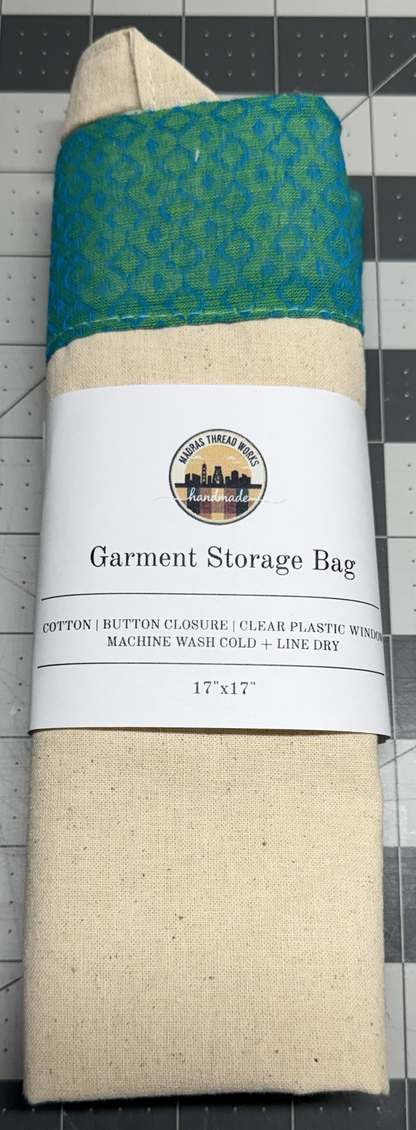 MADRAS THREAD WORKS
handmade
Garment Storage Bag
COTTON | BUTTON CLOSURE | CLEAR PLASTIC WINDOW
MACHINE WASH COLD + LINE DRY
17"x17"